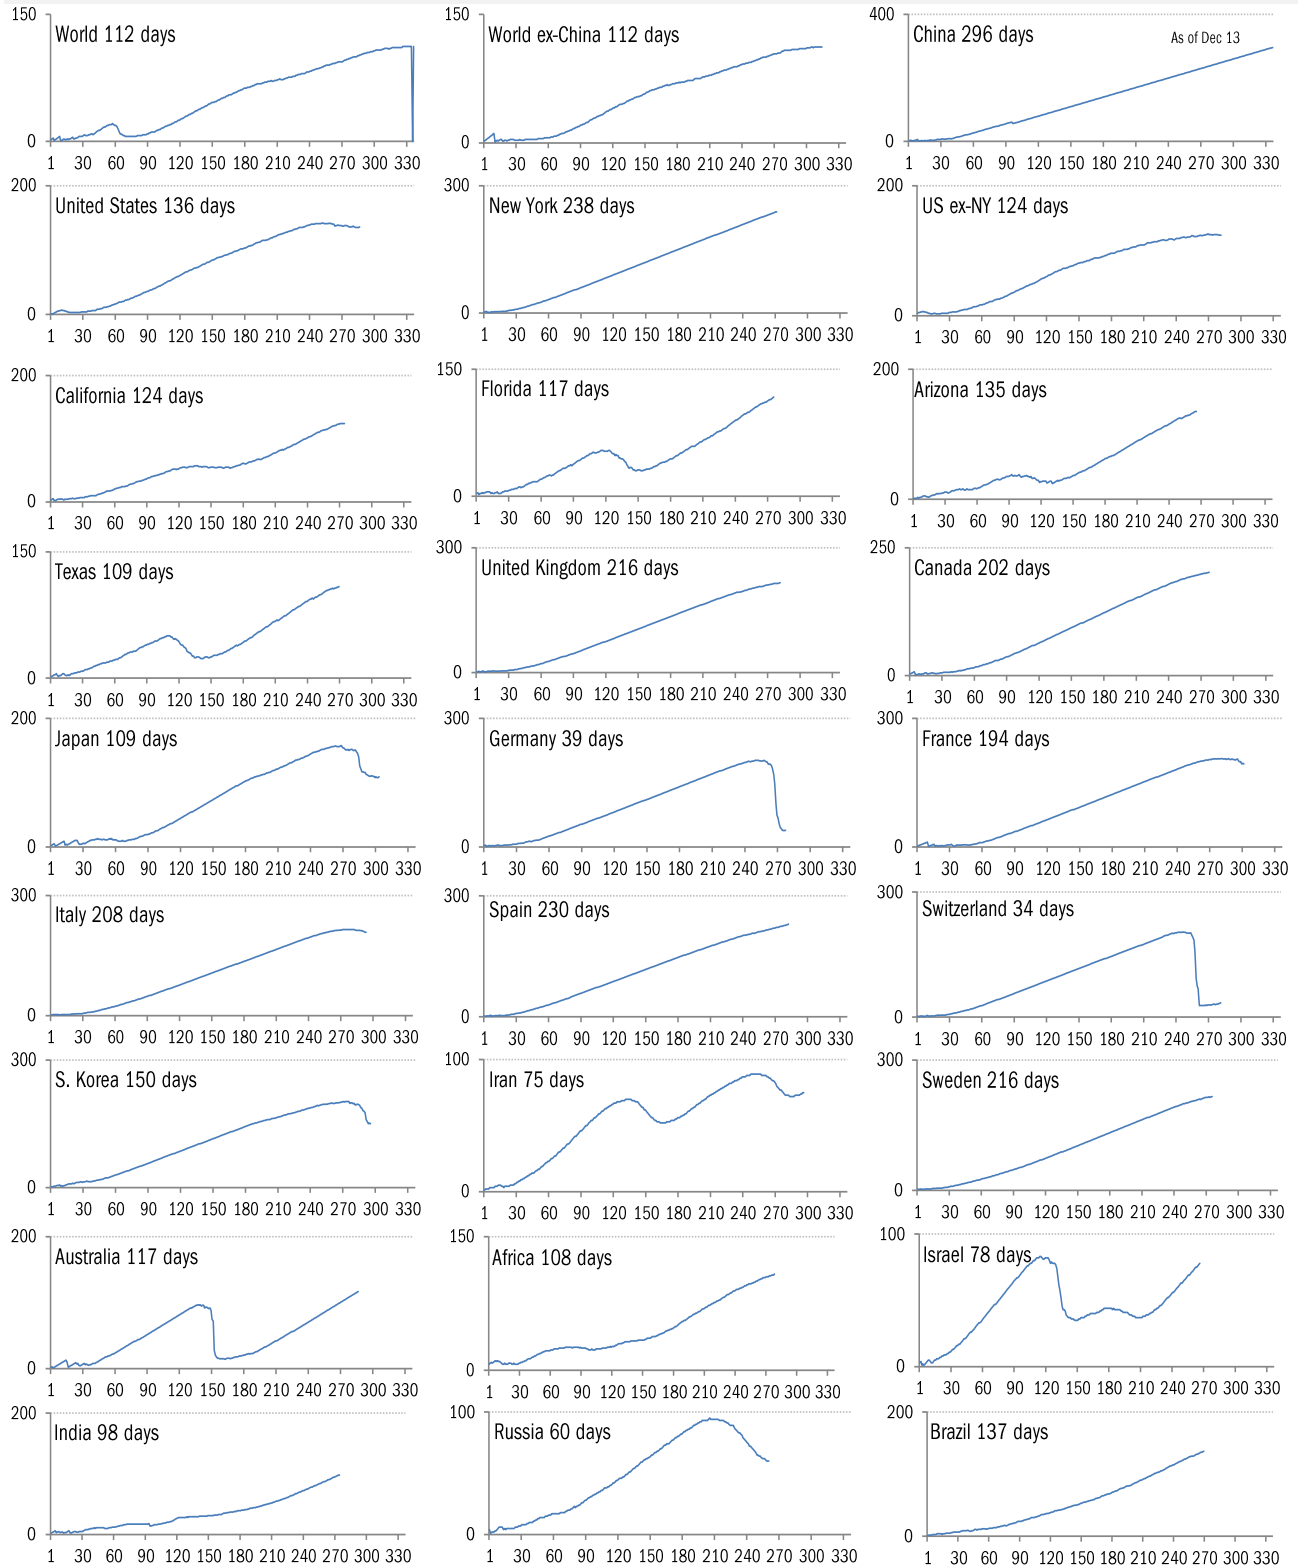 150
World 112 days
0
1 30 60 90 120 150 180 210 240 270 300 330
150
World ex-China 112 days
0
1 30 60 90 120 150 180 210 240 270 300 330
400
China 296 days
As of Dec 13
0
1 30 60 90 120 150 180 210 240 270 300 330
200
United States 136 days
0
1 30 60 90 120 150 180 210 240 270 300 330
300
New York 238 days
0
1 30 60 90 120 150 180 210 240 270 300 330
200
US ex-NY 124 days
0
1 30 60 90 120 150 180 210 240 270 300 330
200
California 124 days
0
1 30 60 90 120 150 180 210 240 270 300 330
150
Florida 117 days
0
1 30 60 90 120 150 180 210 240 270 300 330
200
Arizona 135 days
0
1 30 60 90 120 150 180 210 240 270 300 330
150
Texas 109 days
0
1 30 60 90 120 150 180 210 240 270 300 330
300
United Kingdom 216 days
0
1 30 60 90 120 150 180 210 240 270 300 330
250
Canada 202 days
0
1 30 60 90 120 150 180 210 240 270 300 330
200
Japan 109 days
0
1 30 60 90 120 150 180 210 240 270 300 330
300
Germany 39 days
0
1 30 60 90 120 150 180 210 240 270 300 330
300
France 194 days
0
1 30 60 90 120 150 180 210 240 270 300 330
300
Italy 208 days
0
1 30 60 90 120 150 180 210 240 270 300 330
300
Spain 230 days
0
1 30 60 90 120 150 180 210 240 270 300 330
300
Switzerland 34 days
0
1 30 60 90 120 150 180 210 240 270 300 330
300
S. Korea 150 days
0
1 30 60 90 120 150 180 210 240 270 300 330
100
Iran 75 days
0
1 30 60 90 120 150 180 210 240 270 300 330
300
Sweden 216 days
0
1 30 60 90 120 150 180 210 240 270 300 330
200
Australia 117 days
0
1 30 60 90 120 150 180 210 240 270 300 330
150
Africa 108 days
0
1 30 60 90 120 150 180 210 240 270 300 330
100
Israel 78 days
0
1 30 60 90 120 150 180 210 240 270 300 330
200
India 98 days
0
1 30 60 90 120 150 180 210 240 270 300 330
100
Russia 60 days
0
1 30 60 90 120 150 180 210 240 270 300 330
200
Brazil 137 days
0
1 30 60 90 120 150 180 210 240 270 300 330